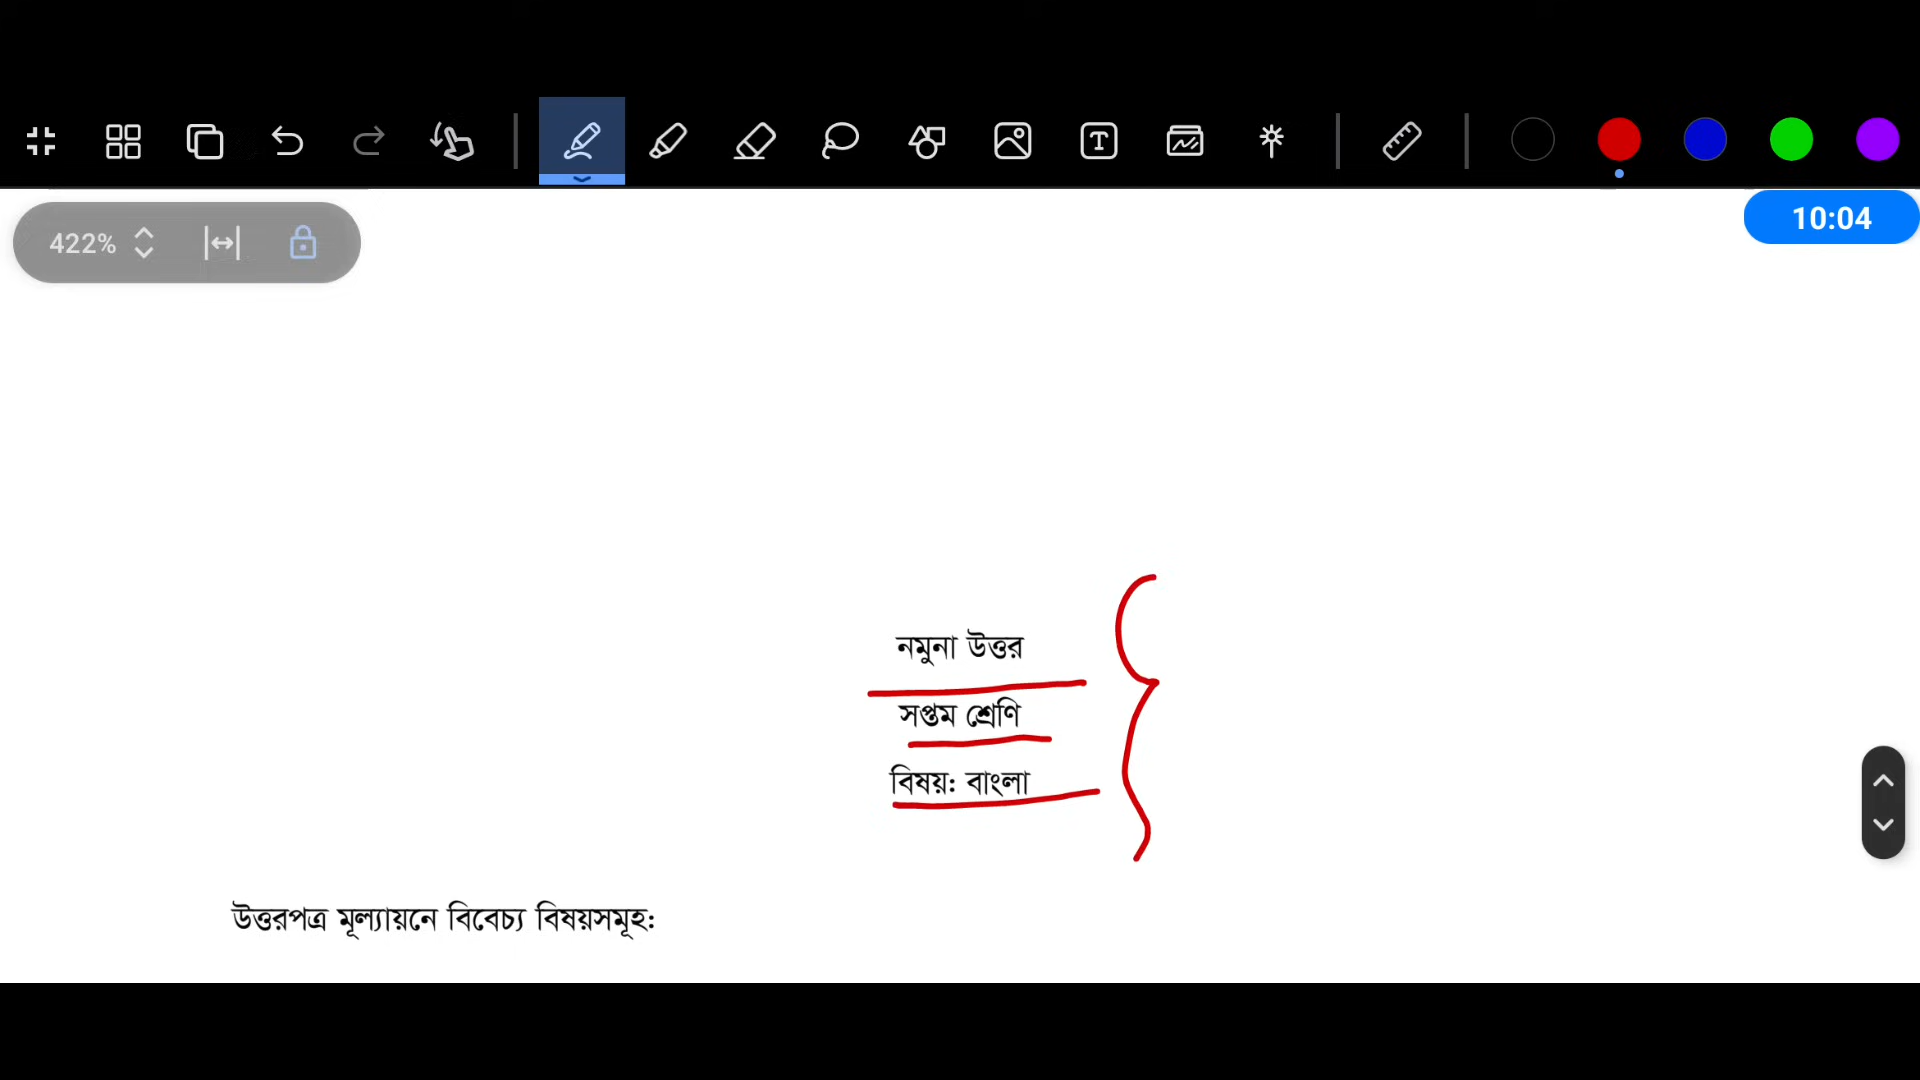 422%
10:04
নমুনা উত্তর
সপ্তম শ্রেণি
বিষয়: বাংলা
উত্তরপত্র মূল্যায়নে বিবেচ্য বিষয়সমূহ: